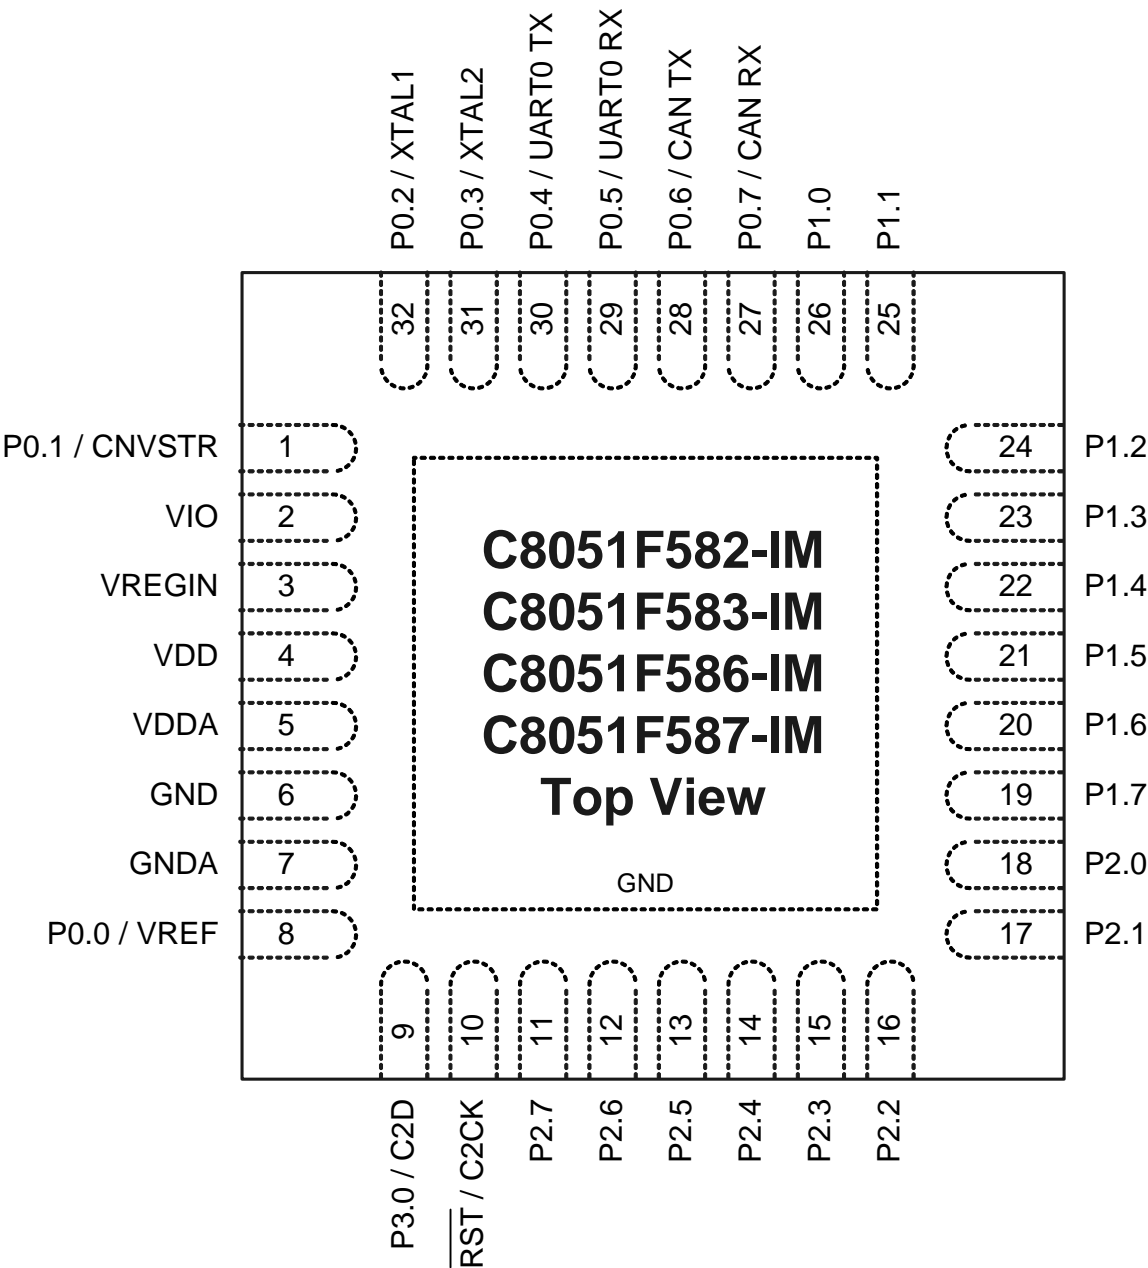 P0.2 / XTAL1
P0.3 / XTAL2
P0.4 / UART0 TX
P0.5 / UART0 RX
P0.6 / CAN TX
P0.7 / CAN RX
P1.0
P1.1
32
31
30
29
28
27
26
25
P0.1 / CNVSTR 1
VIO 2
VREGIN 3
VDD 4
VDDA 5
GND 6
GNDA 7
P0.0 / VREF 8
C8051F582-IM
C8051F583-IM
C8051F586-IM
C8051F587-IM
Top View
GND
24 P1.2
23 P1.3
22 P1.4
21 P1.5
20 P1.6
19 P1.7
18 P2.0
17 P2.1
9
10
11
12
13
14
15
16
P3.0 / C2D
RST / C2CK
P2.7
P2.6
P2.5
P2.4
P2.3
P2.2